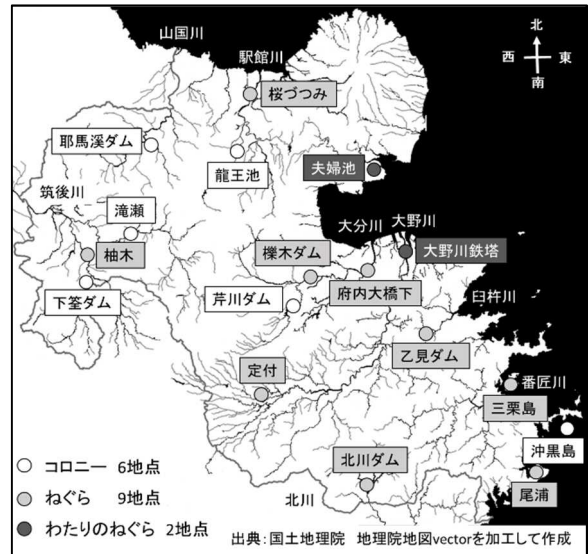 山国川
駅館川
北
西
東
南
桜づつみ
耶馬溪ダム
龍王池
夫婦池
筑後川
滝瀬
大分川
大野川
柚木
櫟木ダム
大野川鉄塔
下筌ダム
芹川ダム
府内大橋下
臼杵川
乙見ダム
定付
番匠川
三栗島
沖黒島
北川ダム
尾浦
北川
コロニー 6地点
ねぐら 9地点
わたりのねぐら 2地点
出典：国土地理院 地理院地図vectorを加工して作成